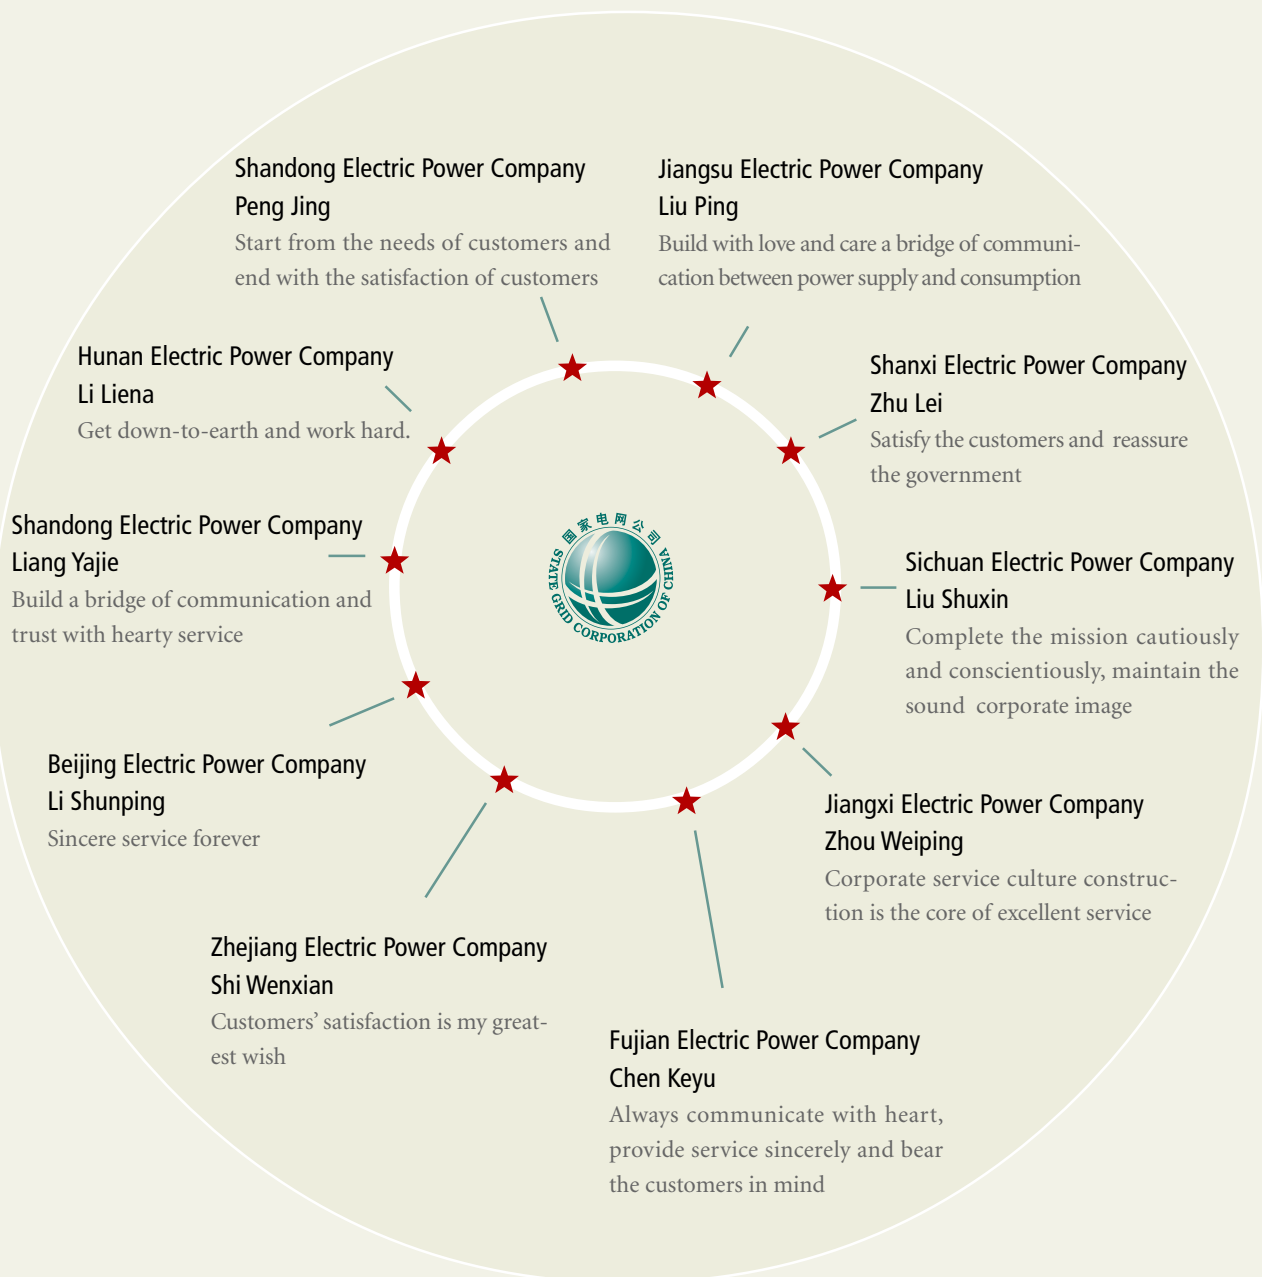 Shandong Electric Power Company
Peng Jing
Start from the needs of customers and
end with the satisfaction of customers
Jiangsu Electric Power Company
Liu Ping
Build with love and care a bridge of communi-
cation between power supply and consumption
Hunan Electric Power Company
Li Liena
Get down-to-earth and work hard.
Shanxi Electric Power Company
Zhu Lei
Satisfy the customers and reassure
the government
Shandong Electric Power Company
Liang Yajie
Build a bridge of communication and
trust with hearty service
国家电网公司
STATE GRID CORPORATION OF CHINA
Sichuan Electric Power Company
Liu Shuxin
Complete the mission cautiously
and conscientiously, maintain the
sound corporate image
Beijing Electric Power Company
Li Shunping
Sincere service forever
Jiangxi Electric Power Company
Zhou Weiping
Corporate service culture construc-
tion is the core of excellent service
Zhejiang Electric Power Company
Shi Wenxian
Customers’ satisfaction is my great-
est wish
Fujian Electric Power Company
Chen Keyu
Always communicate with heart,
provide service sincerely and bear
the customers in mind